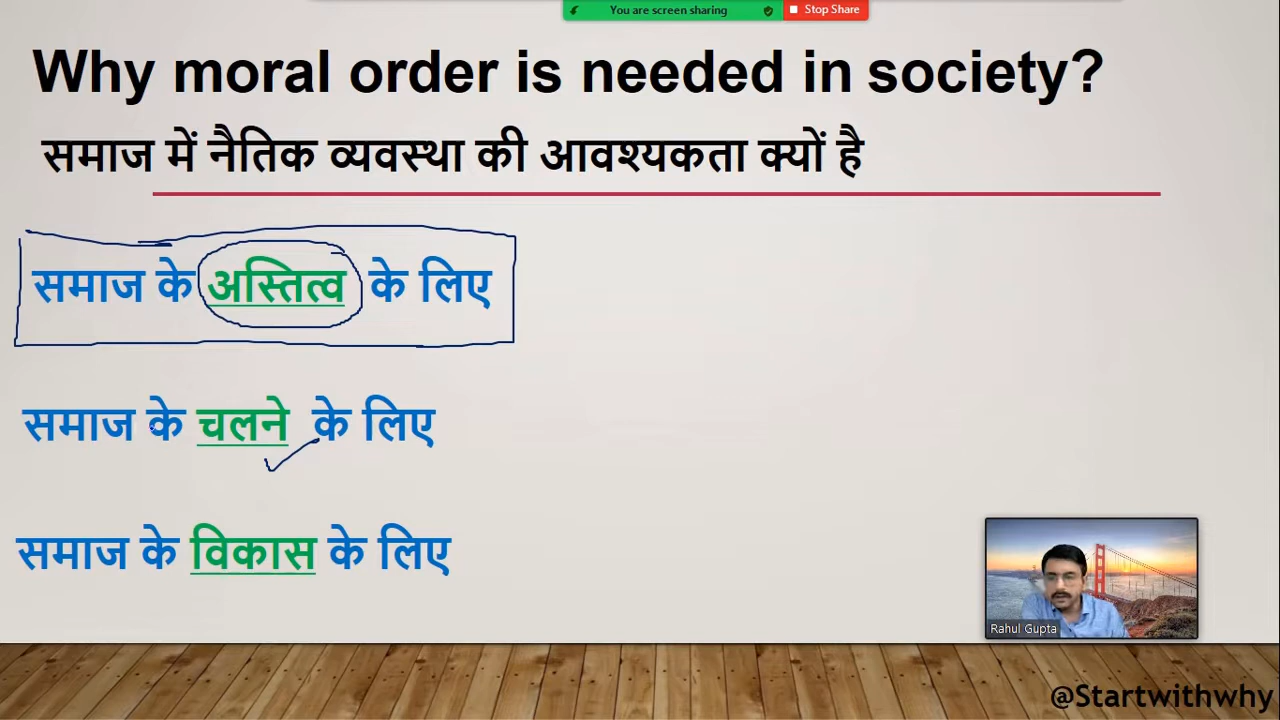 You are screen sharing Stop Share
Why moral order is needed in society?
समाज में नैतिक व्यवस्था की आवश्यकता क्यों है
समाज के अस्तित्व के लिए
समाज के चलने के लिए
समाज के विकास के लिए
Rahul Gupta
@Startwithwhy